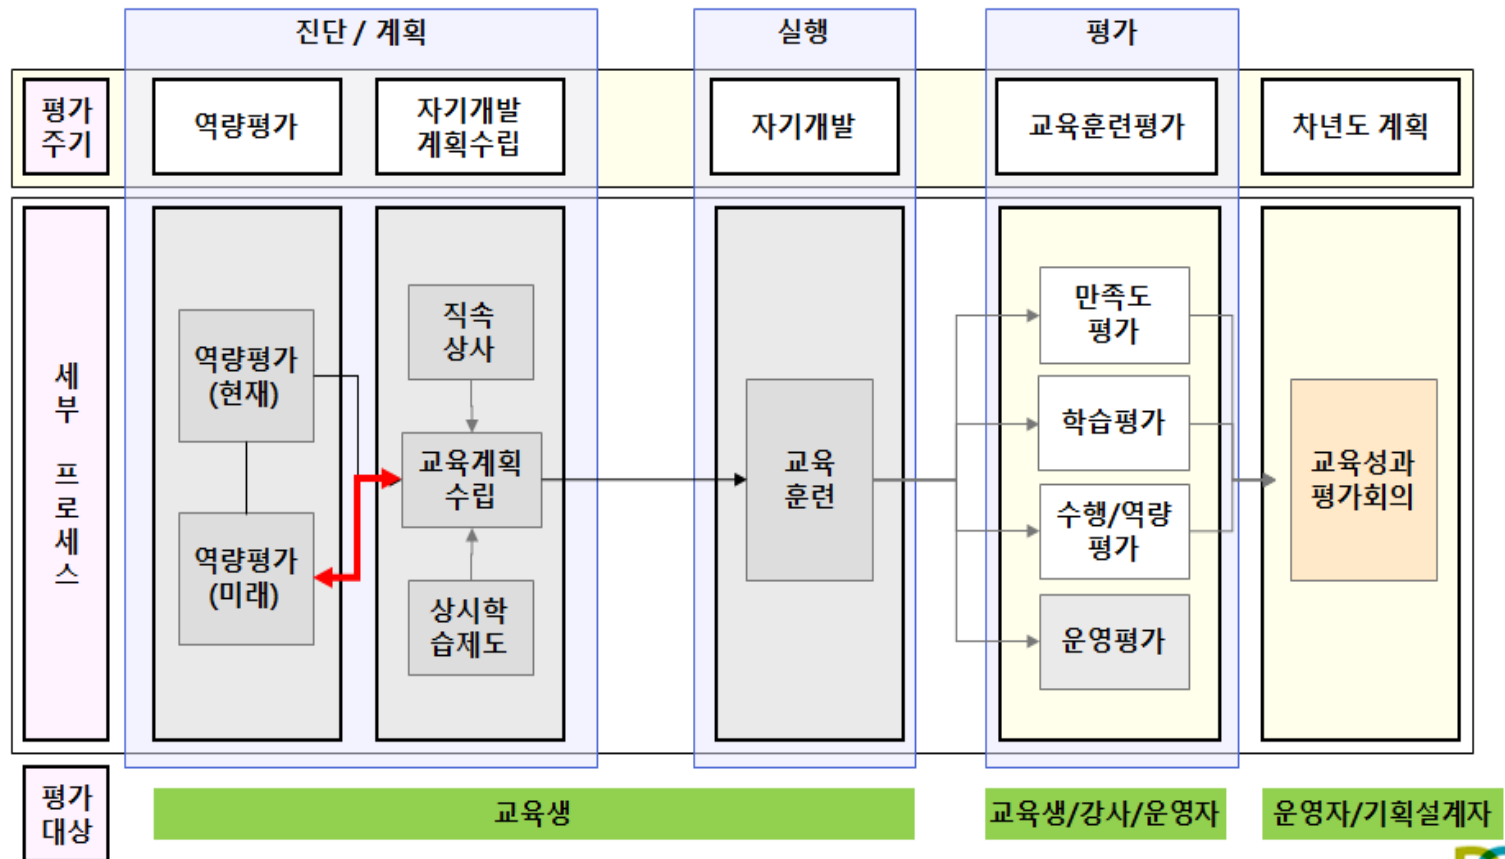 진단 / 계획
실행
평가
평가
주기
역량평가
자기개발
계획수립
자기개발
교육훈련평가
차년도 계획
세
부
프
로
세
스
역량평가
(현재)
역량평가
(미래)
직속
상사
교육계획
수립
상시학
습제도
교육
훈련
만족도
평가
학습평가
수행/역량
평가
운영평가
교육성과
평가회의
평가
대상
교육생
교육생/강사/운영자
운영자/기획설계자